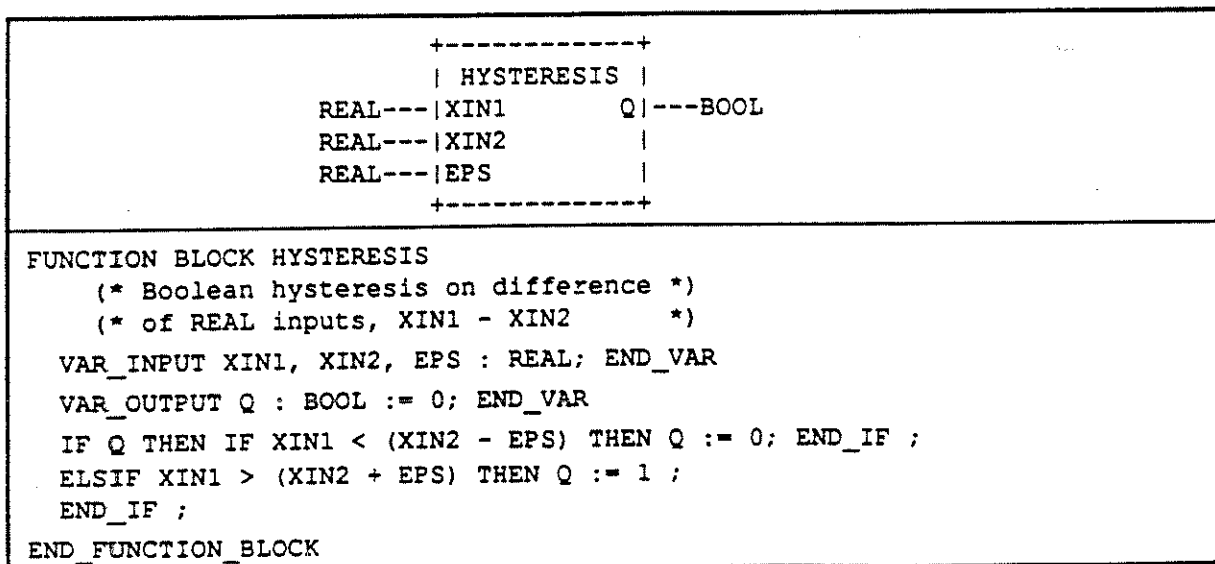 +-------------+
| HYSTERESIS |
REAL---|XIN1 Q|---BOOL
REAL---|XIN2 |
REAL---|EPS |
+-------------+
FUNCTION BLOCK HYSTERESIS
(* Boolean hysteresis on difference *)
(* of REAL inputs, XIN1 - XIN2 *)
VAR_INPUT XIN1, XIN2, EPS : REAL; END_VAR
VAR_OUTPUT Q : BOOL := 0; END_VAR
IF Q THEN IF XIN1 < (XIN2 - EPS) THEN Q := 0; END_IF ;
ELSIF XIN1 > (XIN2 + EPS) THEN Q := 1 ;
END_IF ;
END_FUNCTION_BLOCK